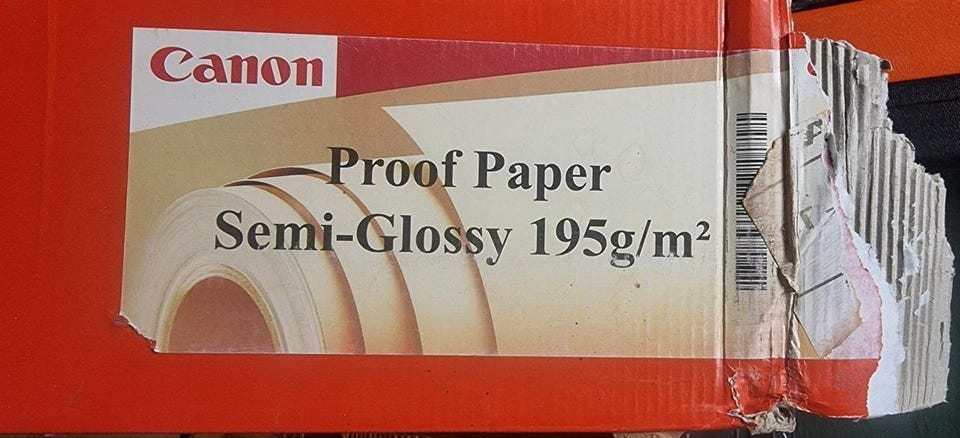 Canon
Proof Paper
Semi-Glossy 195g/m²